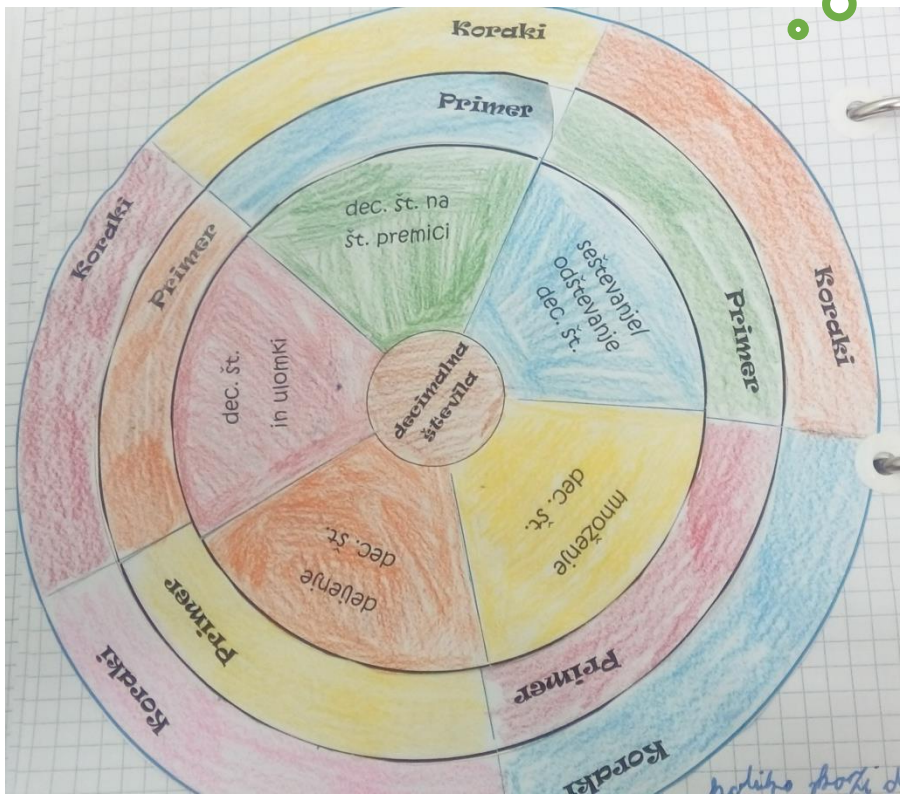 Koraki
Primer
dec. št. na
št. premici
Koraki
Primer
seštevanje/
odštevanje
dec. št.
Koraki
Primer
množenje
dec. št.
Koraki
Primer
deljenje
dec. št.
Koraki
Primer
dec. št.
in ulomki
decimalna
števila